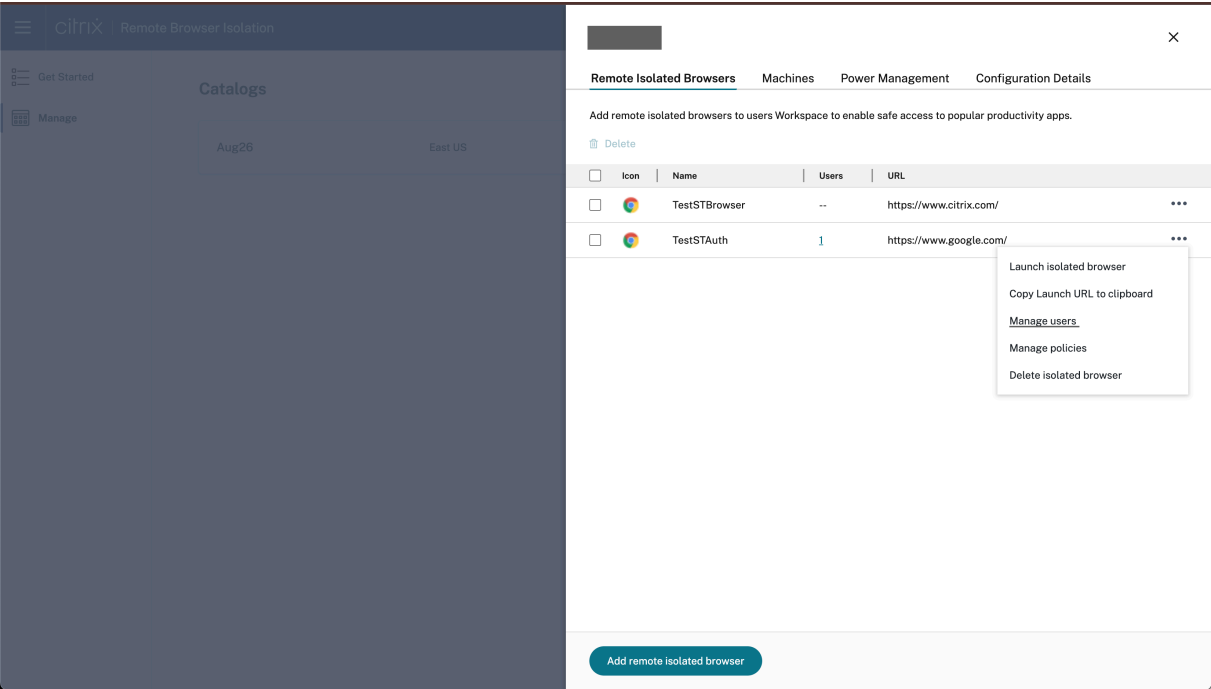 citrix | Remote Browser Isolation
Get Started
Manage
Catalogs
Aug26 East US
Remote Isolated Browsers Machines Power Management Configuration Details
Add remote isolated browsers to users Workspace to enable safe access to popular productivity apps.
Delete
Icon Name Users URL
TestSTBrowser -- https://www.citrix.com/ •••
TestSTAuth 1 https://www.google.com/ •••
Launch isolated browser
Copy Launch URL to clipboard
Manage users
Manage policies
Delete isolated browser
Add remote isolated browser